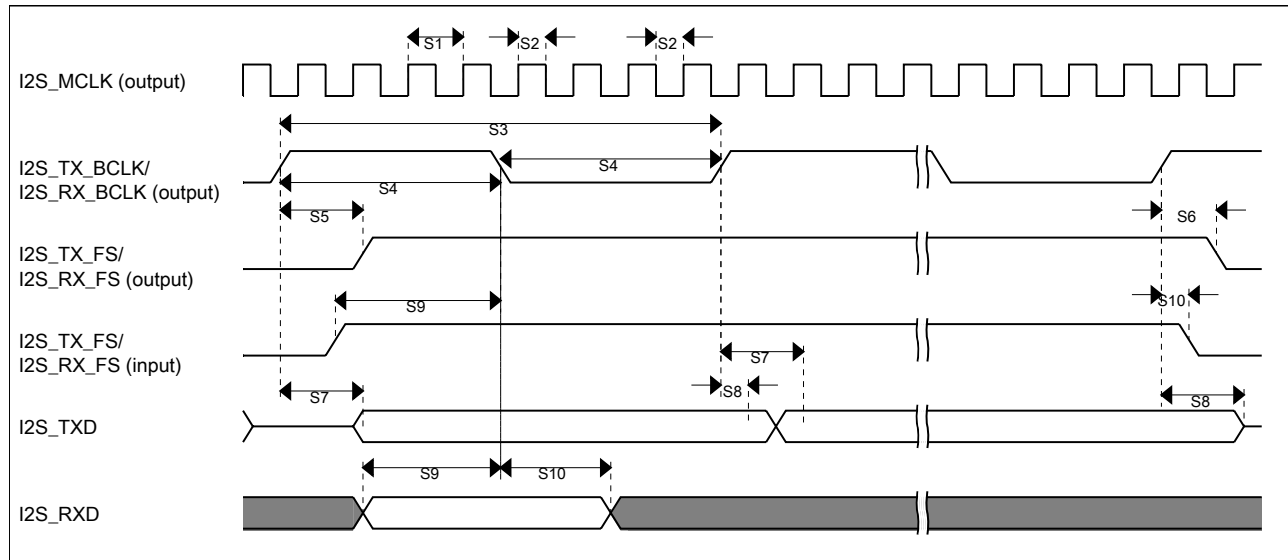 S1
S2
S2
I2S_MCLK (output)
S3
I2S_TX_BCLK/
I2S_RX_BCLK (output)
S4
S4
S5
S6
I2S_TX_FS/
I2S_RX_FS (output)
S9
S10
I2S_TX_FS/
I2S_RX_FS (input)
S7
S7
S8
S8
I2S_TXD
S9
S10
I2S_RXD